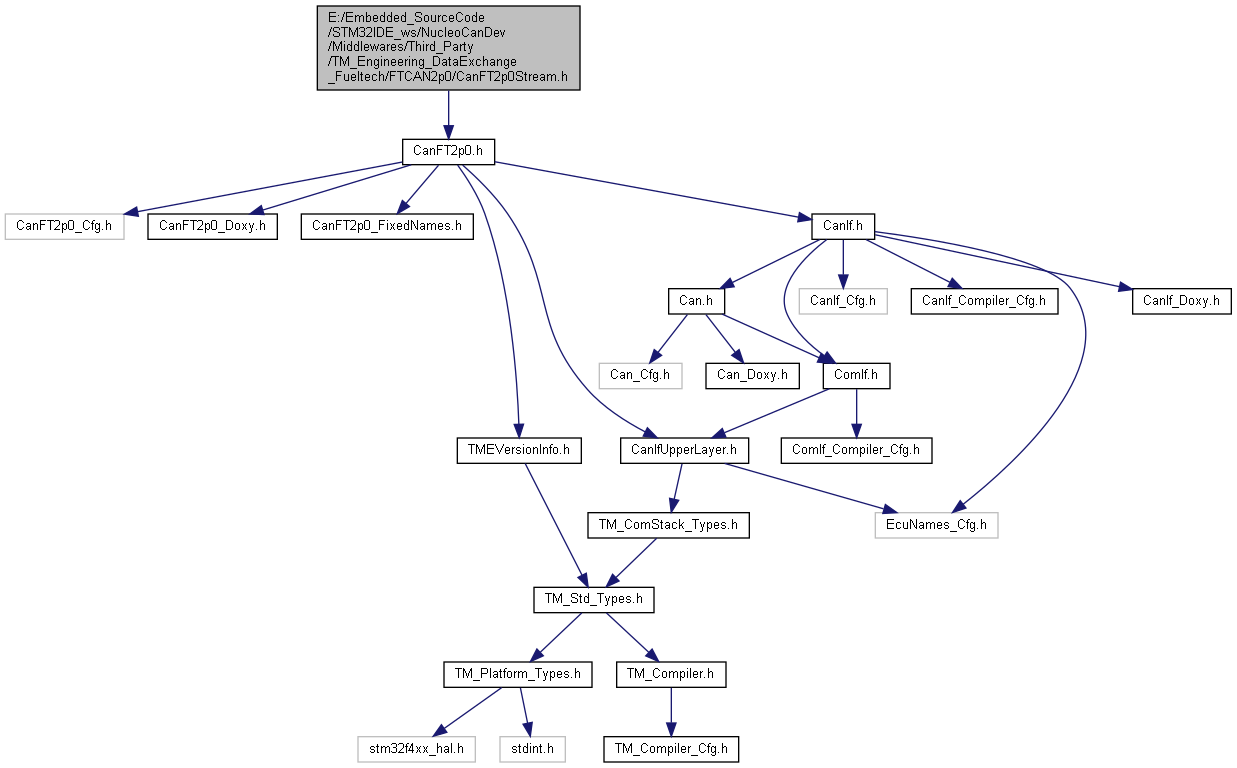 E:/Embedded_SourceCode
/STM32IDE_ws/NucleoCanDev
/Middlewares/Third_Party
/TM_Engineering_DataExchange
_Fueltech/FTCAN2p0/CanFT2p0Stream.h
CanFT2p0.h
CanFT2p0_Cfg.h
CanFT2p0_Doxy.h
CanFT2p0_FixedNames.h
CanIf.h
Can.h
CanIf_Cfg.h
CanIf_Compiler_Cfg.h
CanIf_Doxy.h
Can_Cfg.h
Can_Doxy.h
ComIf.h
TMEVersionInfo.h
CanIfUpperLayer.h
ComIf_Compiler_Cfg.h
TM_ComStack_Types.h
EcuNames_Cfg.h
TM_Std_Types.h
TM_Platform_Types.h
TM_Compiler.h
stm32f4xx_hal.h
stdint.h
TM_Compiler_Cfg.h